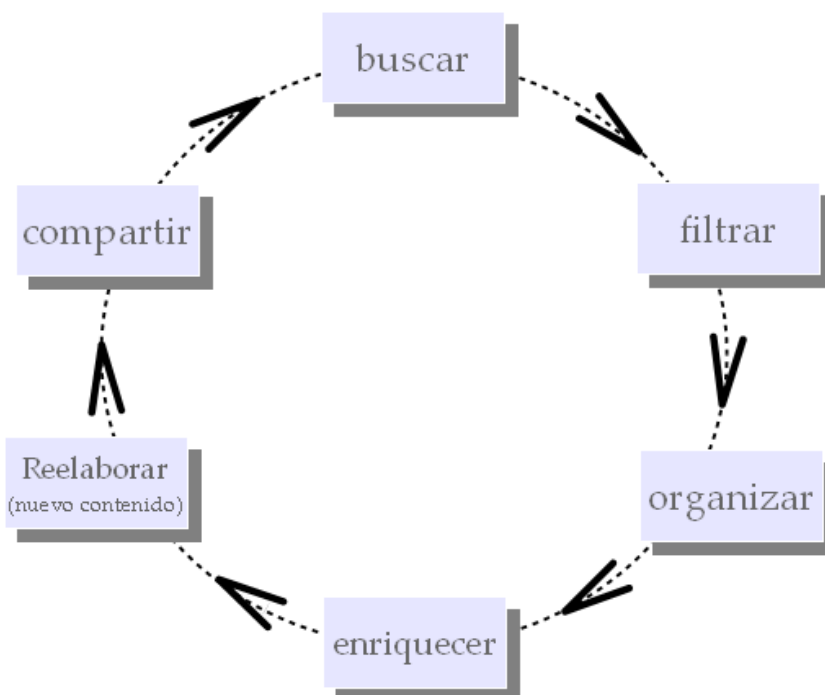 buscar
filtrar
organizar
enriquecer
Reelaborar
(nuevo contenido)
compartir